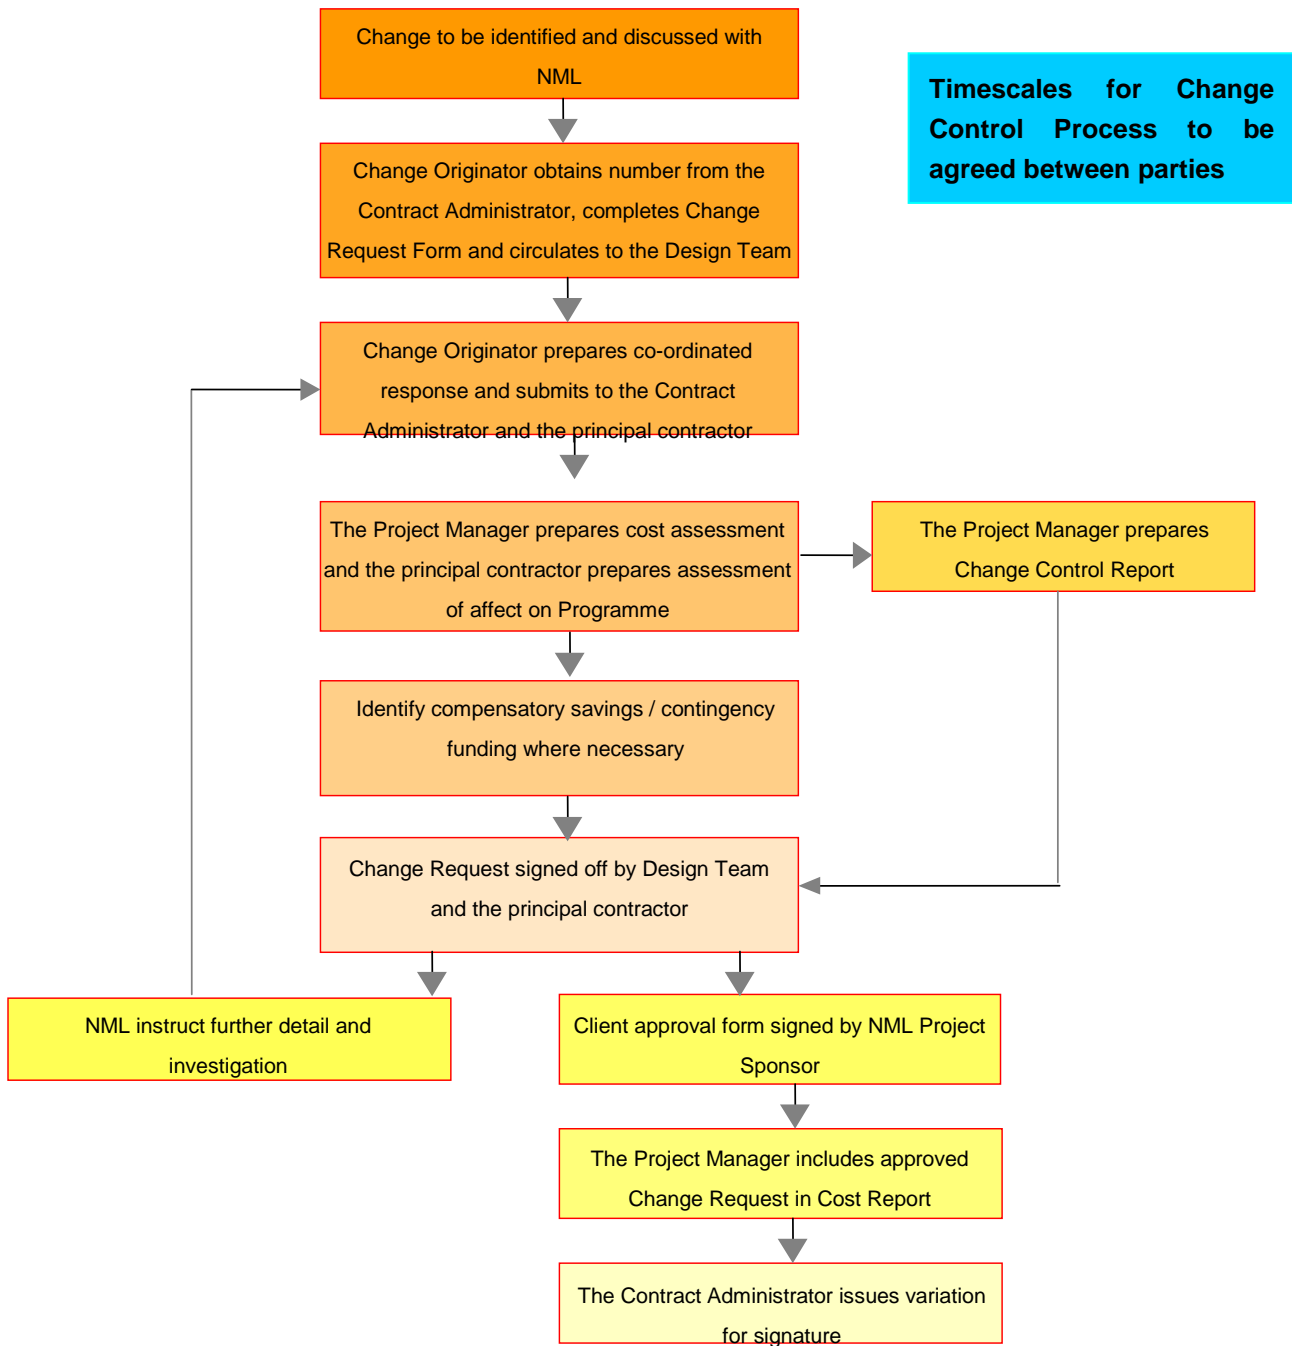 Change to be identified and discussed with
NML
Timescales for Change
Control Process to be
agreed between parties
Change Originator obtains number from the
Contract Administrator, completes Change
Request Form and circulates to the Design Team
Change Originator prepares co-ordinated
response and submits to the Contract
Administrator and the principal contractor
The Project Manager prepares cost assessment
and the principal contractor prepares assessment
of affect on Programme
The Project Manager prepares
Change Control Report
Identify compensatory savings / contingency
funding where necessary
Change Request signed off by Design Team
and the principal contractor
NML instruct further detail and
investigation
Client approval form signed by NML Project
Sponsor
The Project Manager includes approved
Change Request in Cost Report
The Contract Administrator issues variation
for signature